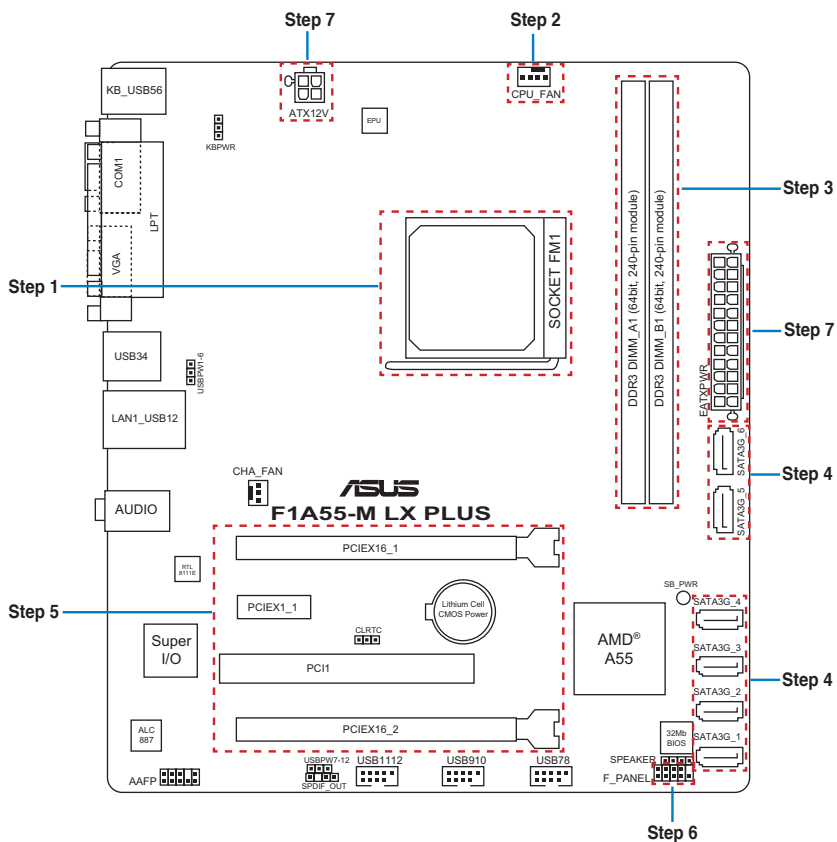 Step 7
Step 2
KB_USB56
ATX12V
CPU_FAN
EPU
KBPWR
COM1
LPT
VGA
Step 3
DDR3 DIMM_A1 (64bit, 240-pin module)
DDR3 DIMM_B1 (64bit, 240-pin module)
SOCKET FM1
Step 1
Step 7
EATXPWR
USB34
USBPW1-6
LAN1_USB12
SATA3G_6
Step 4
SATA3G_5
CHA_FAN
ASUS
F1A55-M LX PLUS
AUDIO
PCIEX16_1
RTL
8111E
SB_PWR
Step 5
PCIEX1_1
Lithium Cell
CMOS Power
SATA3G_4
CLRTC
Super
I/O
AMD®
A55
SATA3G_3
PCI1
Step 4
SATA3G_2
ALC
887
PCIEX16_2
32Mb
BIOS
SATA3G_1
USBPW7-12
USB1112
USB910
USB78
SPEAKER
AAFP
SPDIF_OUT
F_PANEL
Step 6